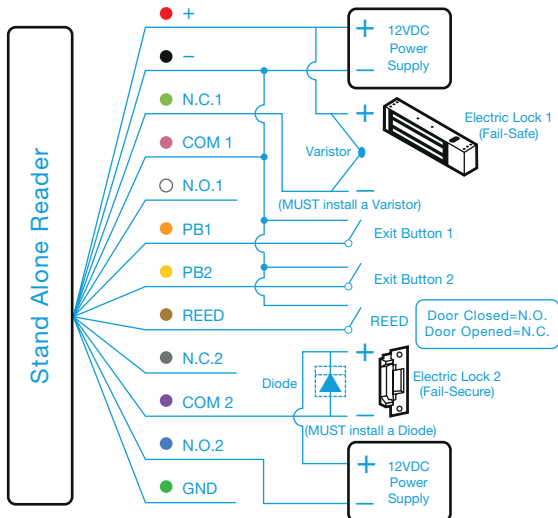 Stand Alone Reader
+
−
N.C.1
COM 1
N.O.1
PB1
PB2
REED
N.C.2
COM 2
N.O.2
GND
+
12VDC
Power
Supply
−
+
Electric Lock 1
(Fail-Safe)
Varistor
−
(MUST install a Varistor)
Exit Button 1
Exit Button 2
REED
Door Closed=N.O.
Door Opened=N.C.
+
Diode
Electric Lock 2
(Fail-Secure)
−
(MUST install a Diode)
+
12VDC
Power
Supply
−